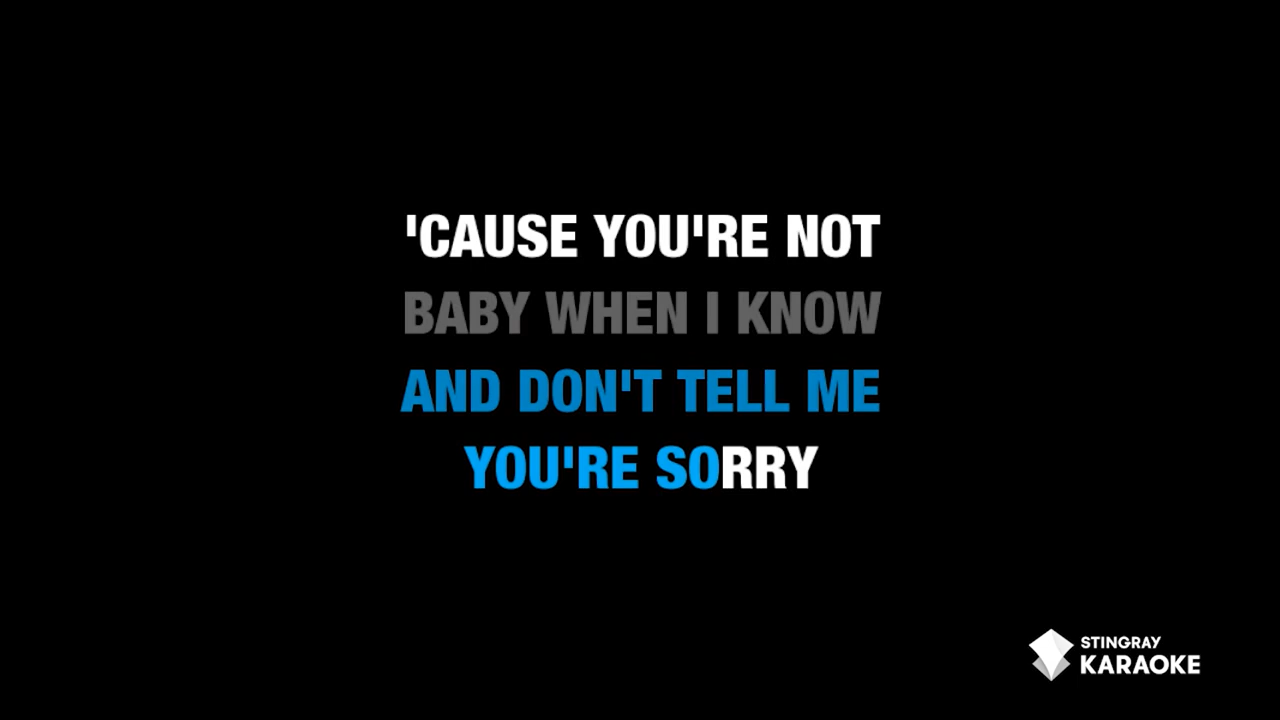 'CAUSE YOU'RE NOT
BABY WHEN I KNOW
AND DON'T TELL ME
YOU'RE SORRY
STINGRAY
KARAOKE